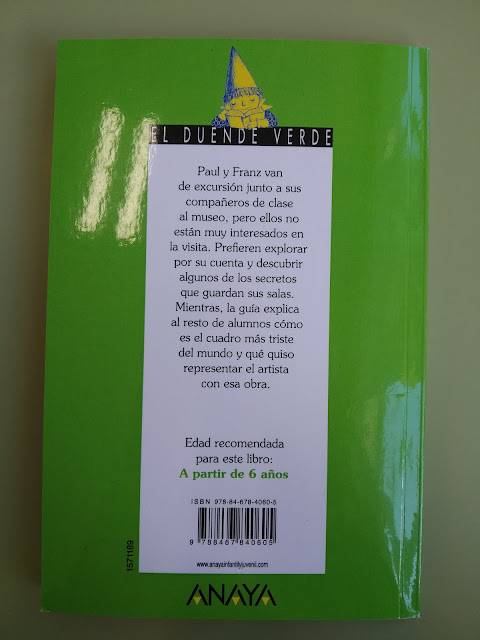 EL DUENDE VERDE
Paul y Franz van
de excursión junto a sus
compañeros de clase
al museo, pero ellos no
están muy interesados en
la visita. Prefieren explorar
por su cuenta y descubrir
algunos de los secretos
que guardan sus salas.
Mientras, la guía explica
al resto de alumnos cómo
es el cuadro más triste
del mundo y qué quiso
representar el artista
con esa obra.
Edad recomendada
para este libro:
A partir de 6 años
ISBN 978-84-678-4060-5
9 788467 840605
www.anayainfantilyjuvenil.com
1571189
ANAYA